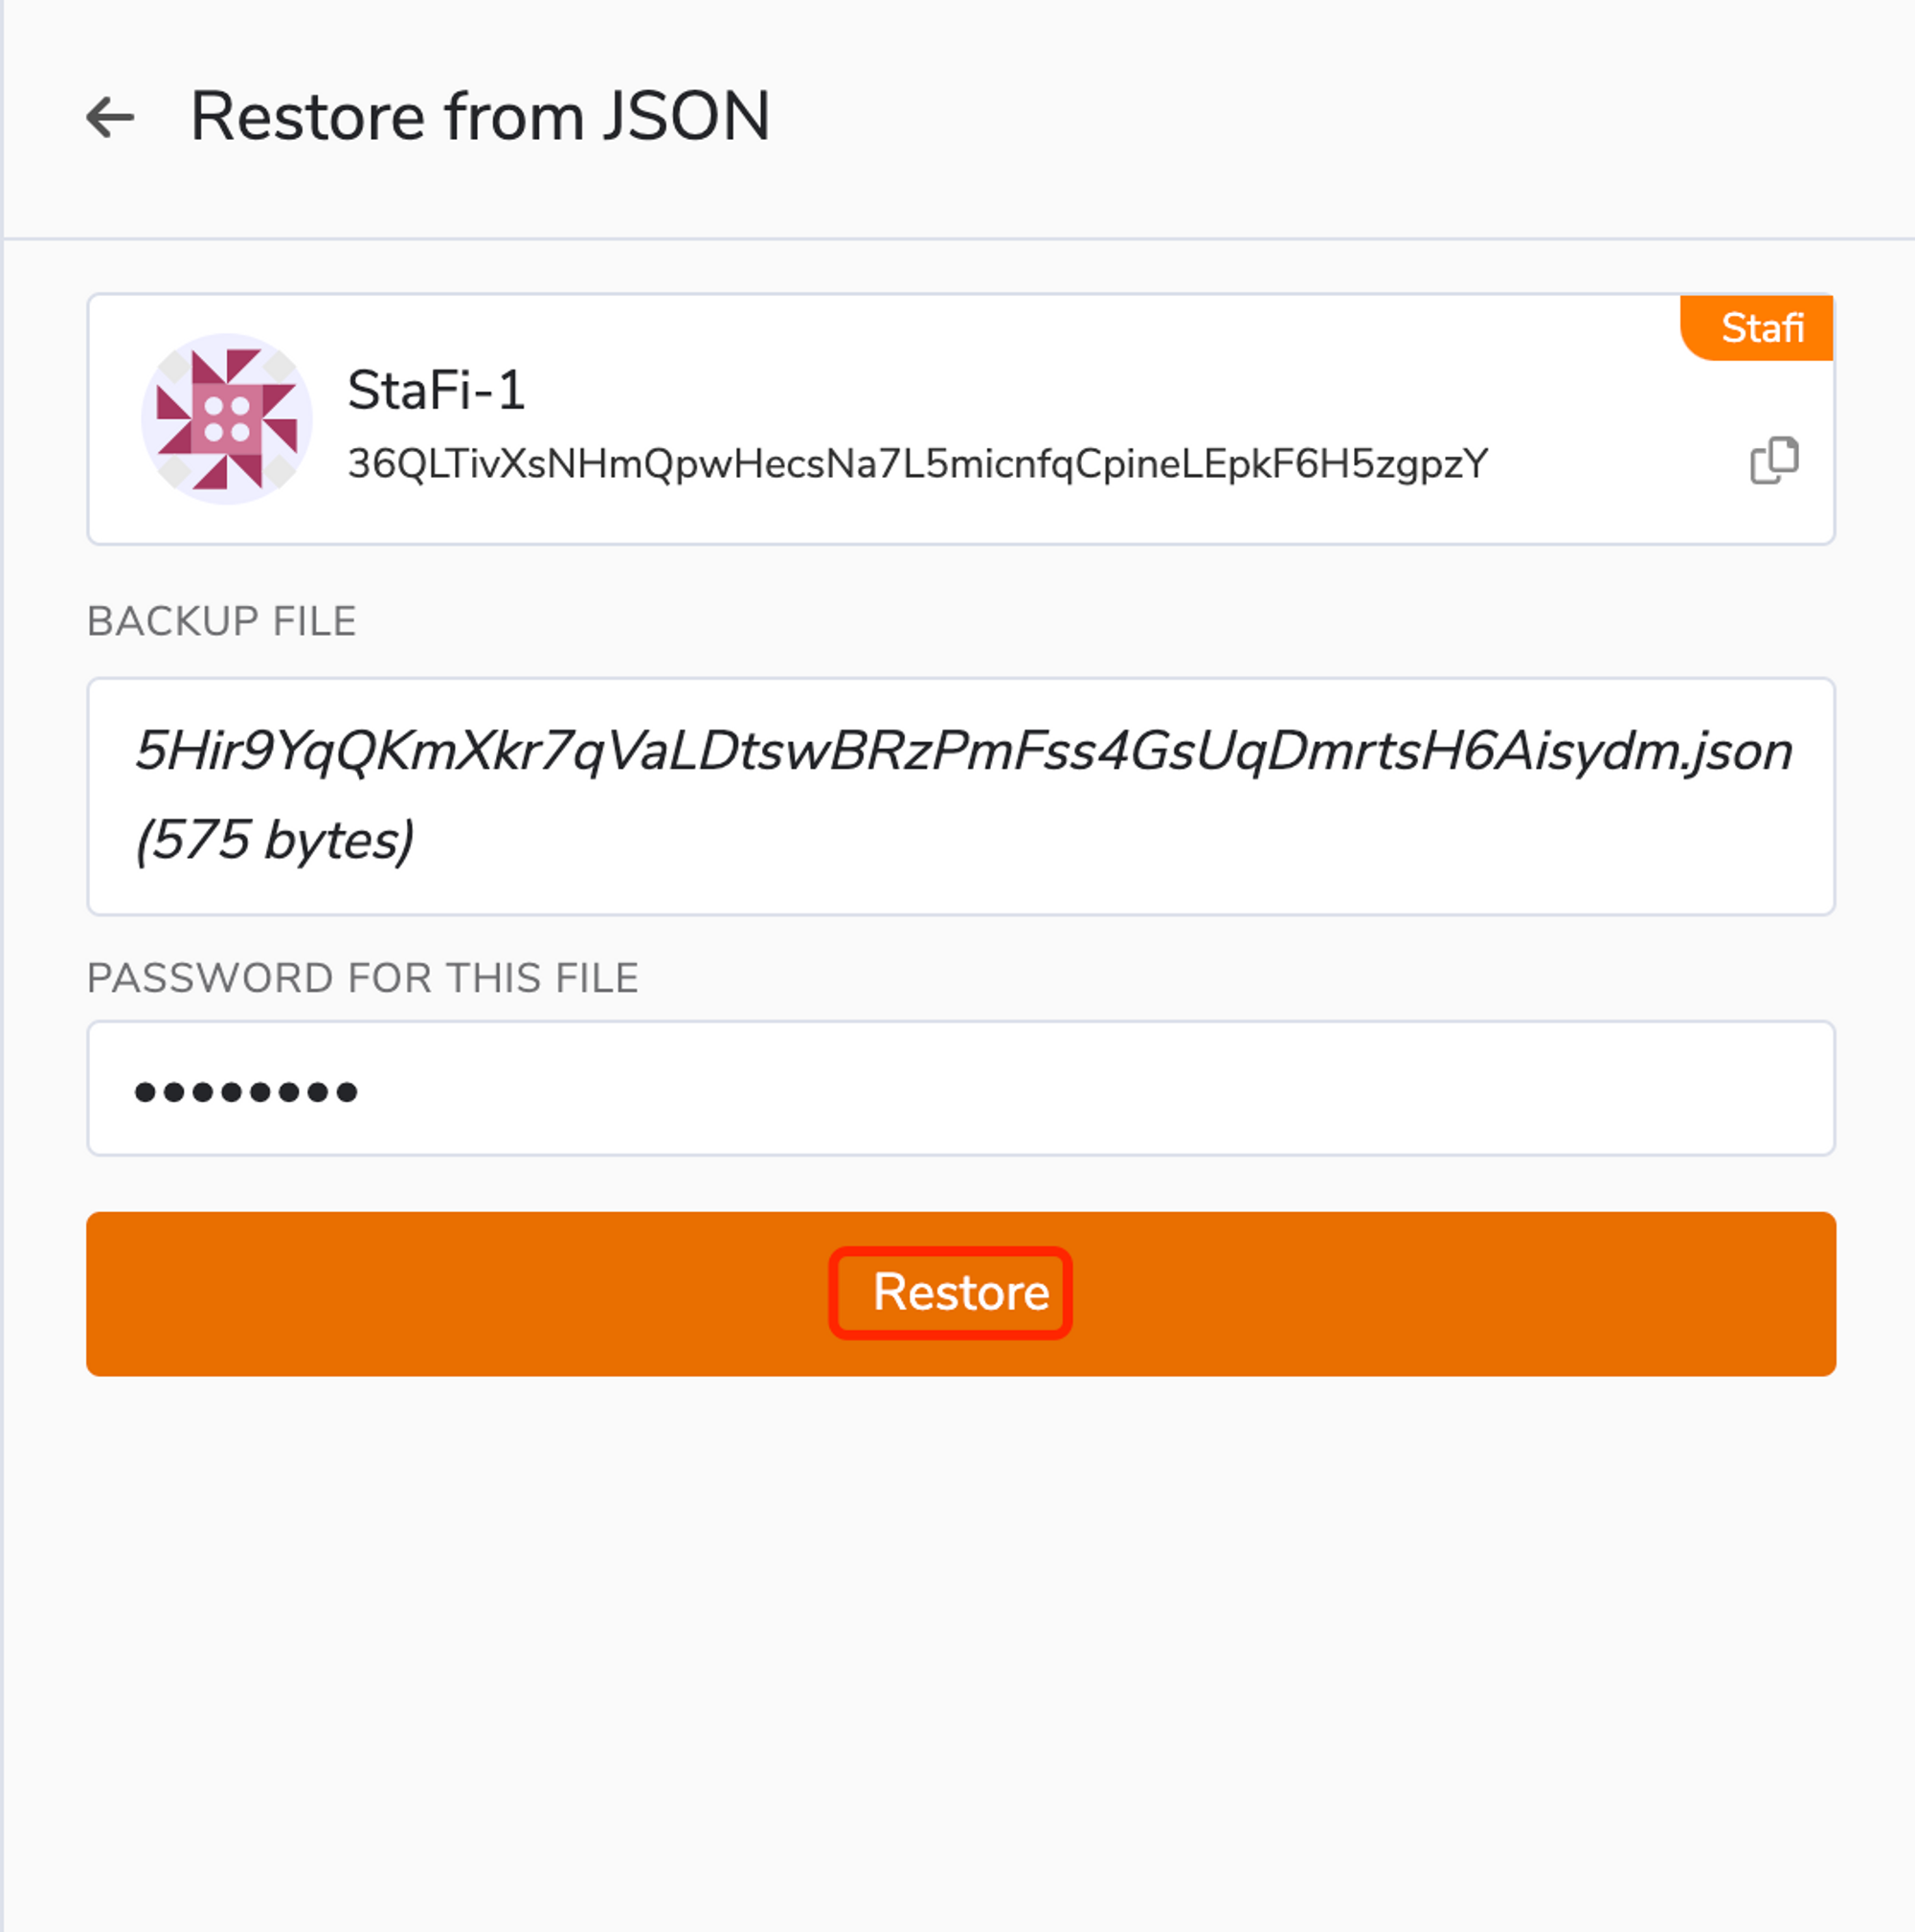 Restore from JSON
Stafi
StaFi-1
36QLTivXsNHmQpwHecsNa7L5micnfqCpineLEpkF6H5zgpzY
BACKUP FILE
5Hir9YqQKmXkr7qVaLDtswBRzPmFss4GsUqDmrtsH6Aisydm.json
(575 bytes)
PASSWORD FOR THIS FILE
••••••••
Restore